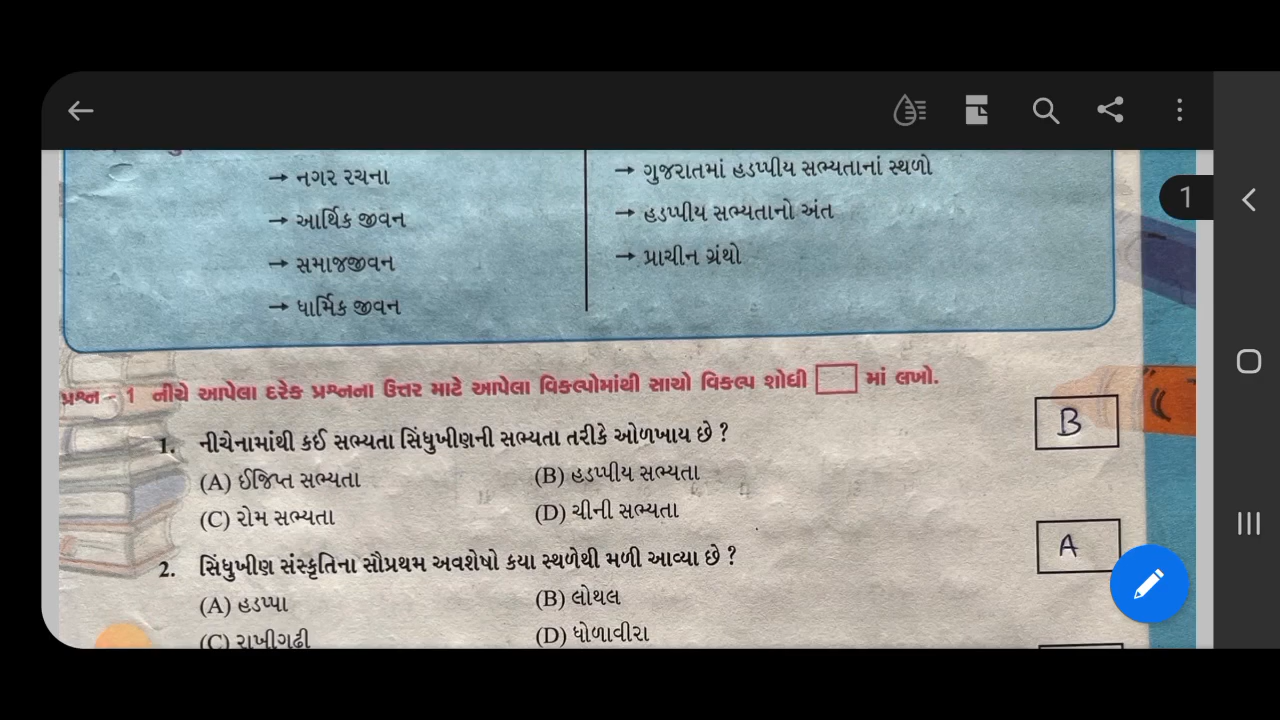 1
→ નગર રચના
→ આર્થિક જીવન
→ સમાજજીવન
→ ધાર્મિક જીવન
→ ગુજરાતમાં હડપ્પીય સભ્યતાનાં સ્થળો
→ હડપ્પીય સભ્યતાનો અંત
→ પ્રાચીન ગ્રંથો
પ્રશ્ન - 1 નીચે આપેલા દરેક પ્રશ્નના ઉત્તર માટે આપેલા વિકલ્પોમાંથી સાચો વિકલ્પ શોધી માં લખો.
1. નીચેનામાંથી કઈ સભ્યતા સિંધુખીણની સભ્યતા તરીકે ઓળખાય છે ? B
(A) ઈજિપ્ત સભ્યતા (B) હડપ્પીય સભ્યતા
(C) રોમ સભ્યતા (D) ચીની સભ્યતા
2. સિંધુખીણ સંસ્કૃતિના સૌપ્રથમ અવશેષો કયા સ્થળેથી મળી આવ્યા છે ? A
(A) હડપ્પા (B) લોથલ
(C) રાખીગઢી (D) ધોળાવીરા